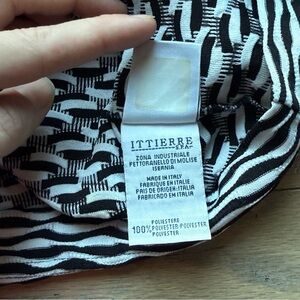 ITTIERRE
S.P.A.
ZONA INDUSTRIALE
PETTORANELLO DI MOLISE
ISERNIA
MADE IN ITALY
FABRIQUE EN ITALIE
PAIS DE ORIGEN: ITALIA
FABRICADO EN ITALIA
POLIESTERE
100% POLYESTER POLYESTER
POLYESTER